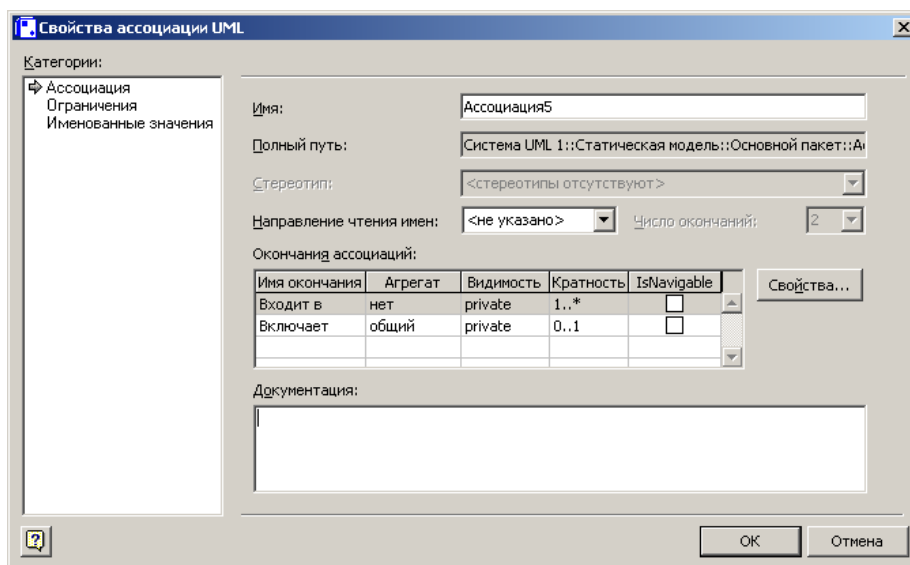 Свойства ассоциации UML
Категории:
Ассоциация
Ограничения
Именованные значения
Имя: Ассоциация5
Полный путь: Система UML 1::Статическая модель::Основной пакет::А
Стереотип: <стереотипы отсутствуют>
Направление чтения имен: <не указано> Число окончаний: 2
Окончания ассоциаций:
Имя окончания Агрегат Видимость Кратность IsNavigable
Входит в нет private 1..*
Включает общий private 0..1
Свойства...
Документация:
ОК Отмена